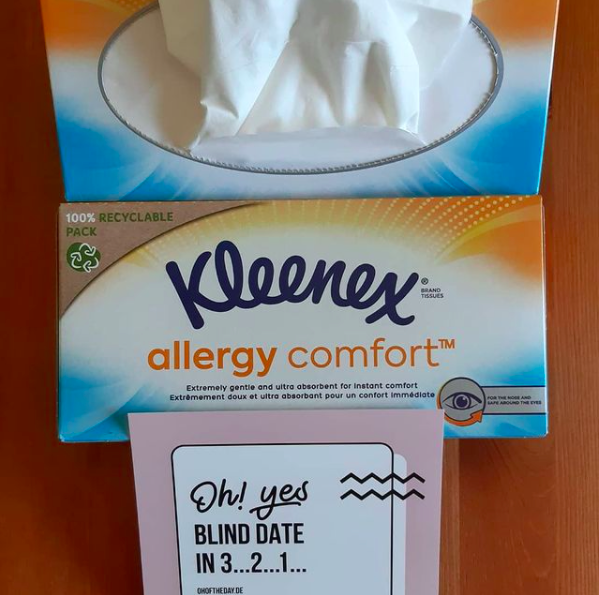 100% RECYCLABLE
PACK
Kleenex®
BRAND
TISSUES
allergy comfort™
Extremely gentle and ultra absorbent for instant comfort
Extrêmement doux et ultra absorbant pour un confort immédiate
FOR THE NOSE AND
SAFE AROUND THE EYES
Oh! yes
BLIND DATE
IN 3...2...1...
OHOFTHEDAY.DE